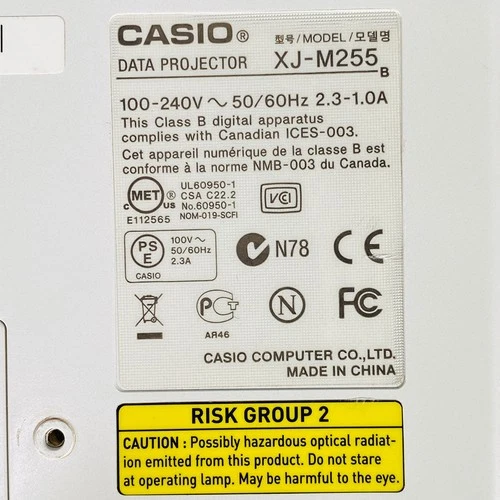 CASIO® 型号/MODEL/모델명
DATA PROJECTOR XJ-M255
B
100-240V ～ 50/60Hz 2.3-1.0A
This Class B digital apparatus
complies with Canadian ICES-003.
Cet appareil numérique de la classe B est
conforme à la norme NMB-003 du Canada.
MET ® C US
E112565
UL60950-1
CSA C22.2
No.60950-1
NOM-019-SCFI
VCI
PS
E
CASIO
100V～
50/60Hz
2.3A
N78
CE
PCT
АЯ46
N
FC
CASIO COMPUTER CO.,LTD.
MADE IN CHINA
RISK GROUP 2
CAUTION : Possibly hazardous optical radiat-
ion emitted from this product. Do not stare
at operating lamp. May be harmful to the eye.